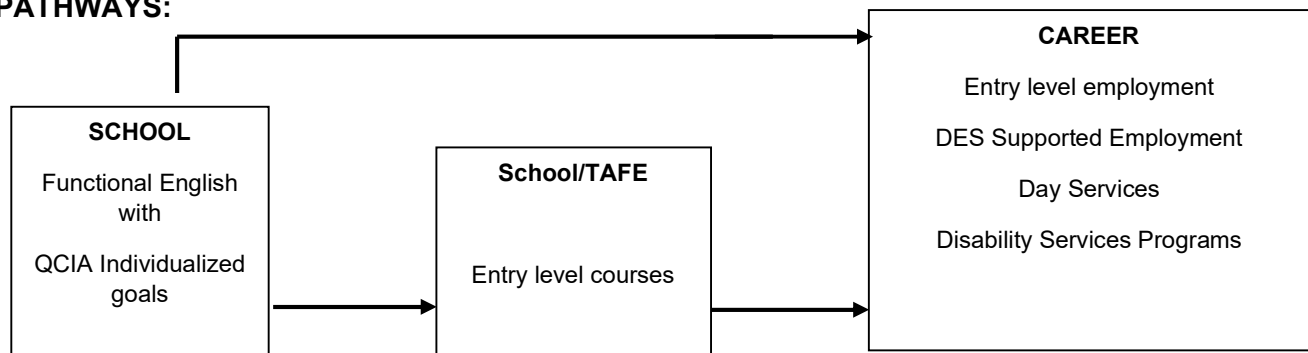 PATHWAYS:
CAREER
Entry level employment
DES Supported Employment
Day Services
Disability Services Programs
SCHOOL
Functional English
with
QCIA Individualized
goals
School/TAFE
Entry level courses